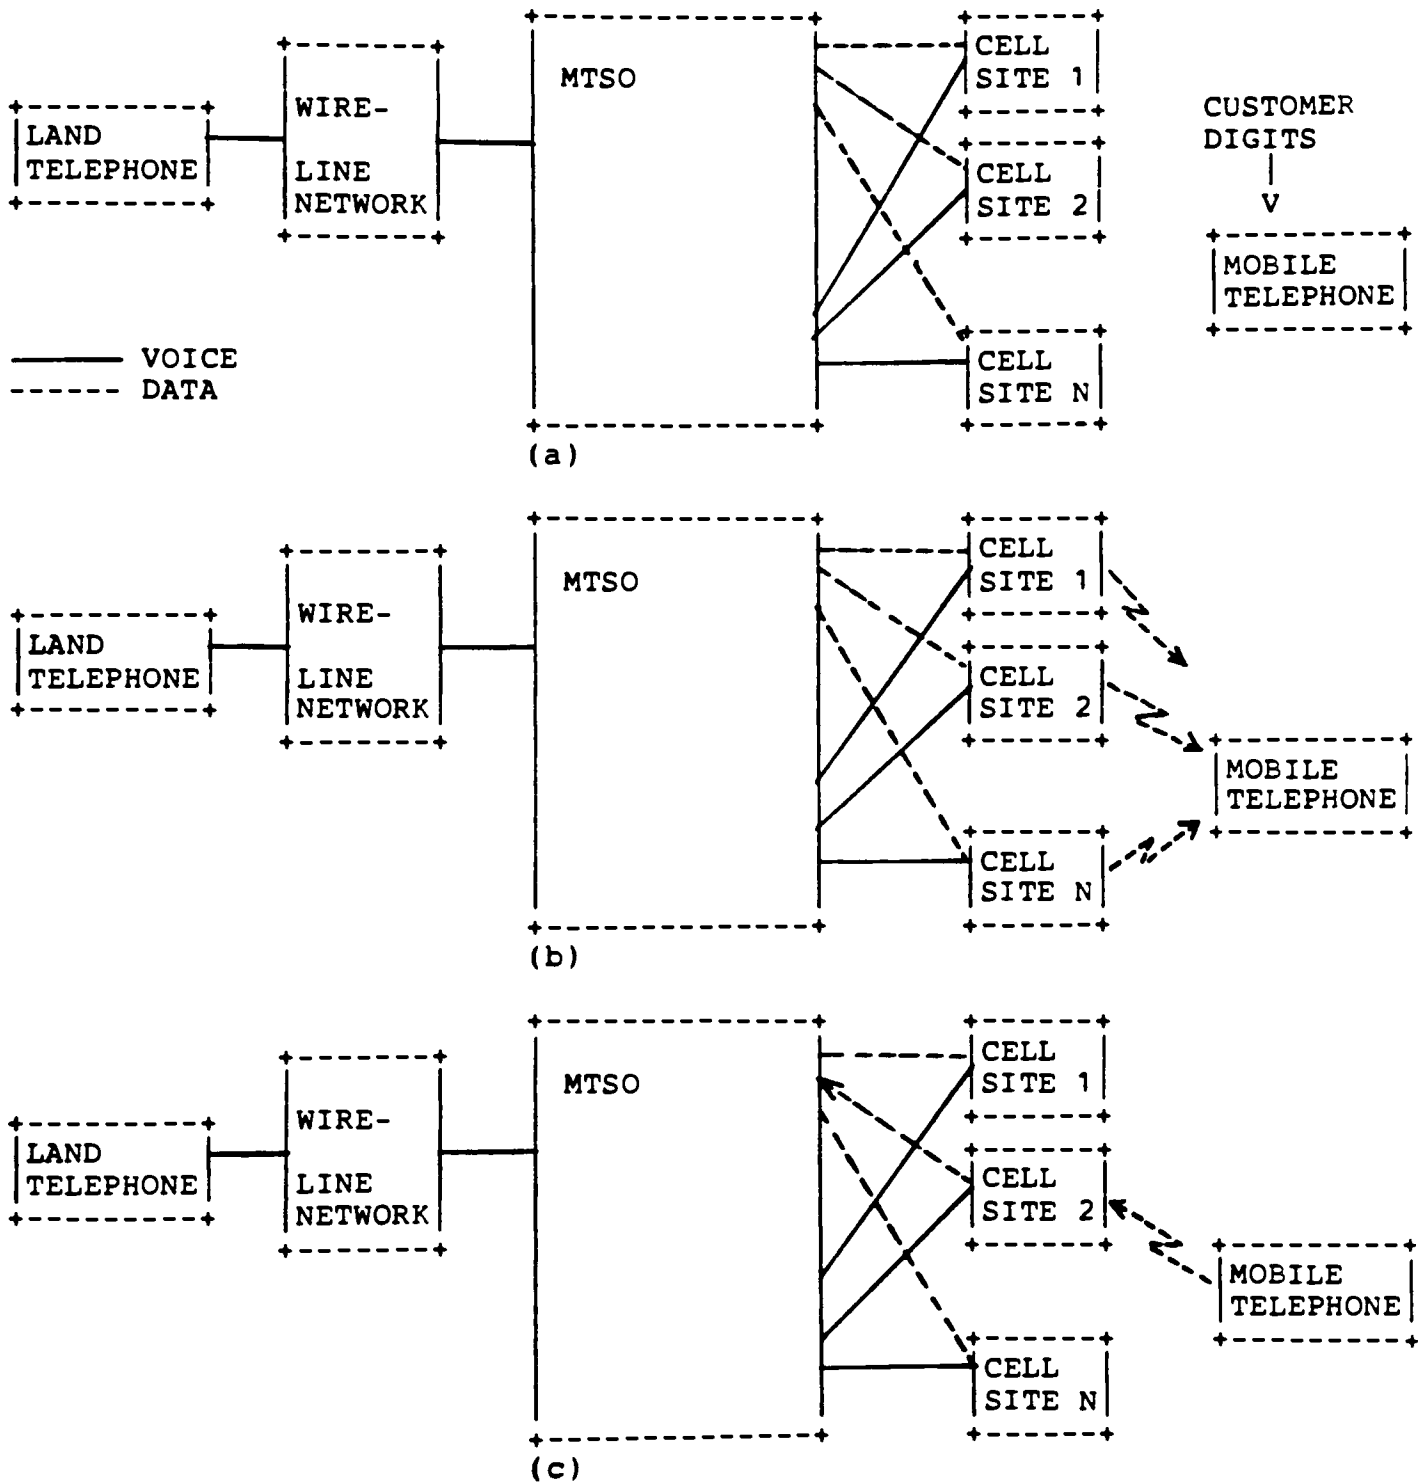 MTSO
CELL
SITE 1
WIRE-
LINE
NETWORK
LAND
TELEPHONE
CELL
SITE 2
CUSTOMER
DIGITS
V
MOBILE
TELEPHONE
CELL
SITE N
VOICE
DATA
(a)
MTSO
CELL
SITE 1
WIRE-
LINE
NETWORK
LAND
TELEPHONE
CELL
SITE 2
MOBILE
TELEPHONE
CELL
SITE N
(b)
MTSO
CELL
SITE 1
WIRE-
LINE
NETWORK
LAND
TELEPHONE
CELL
SITE 2
MOBILE
TELEPHONE
CELL
SITE N
(c)